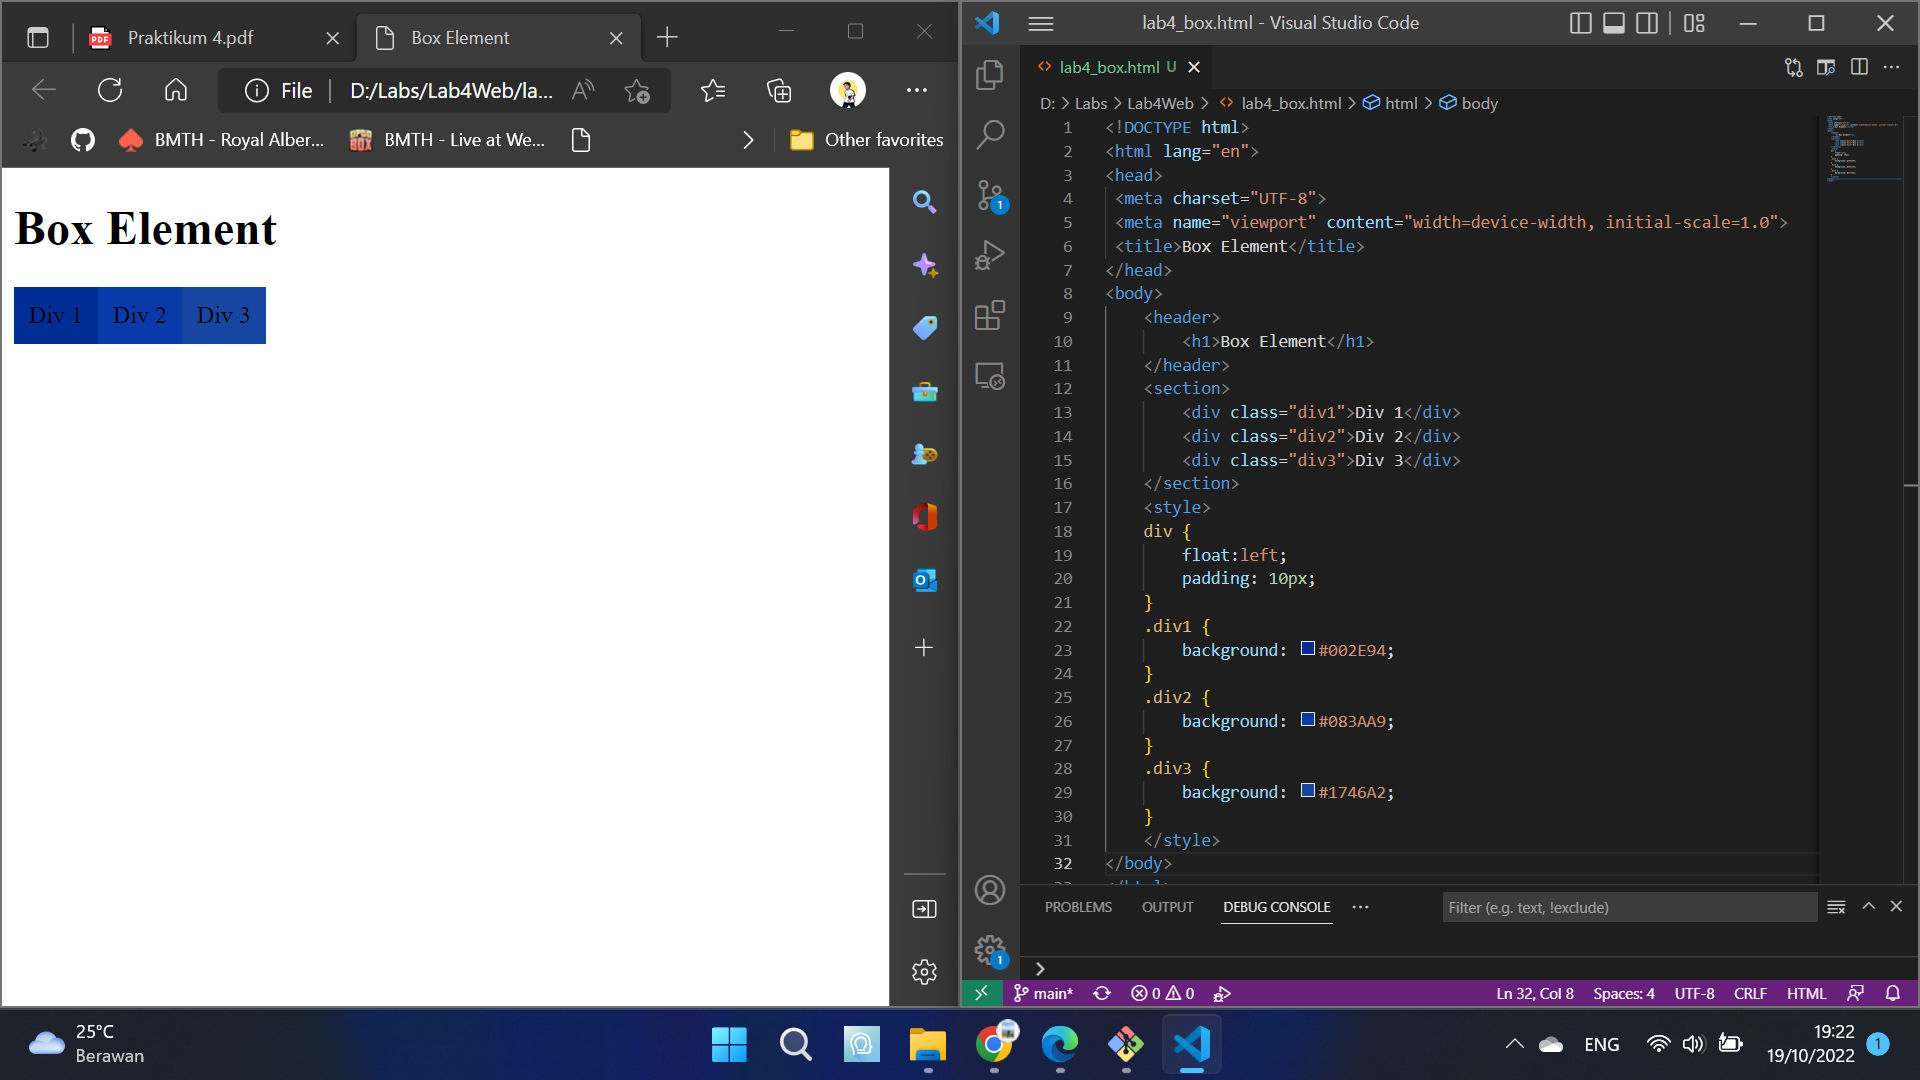 Praktikum 4.pdf
Box Element
File
D:/Labs/Lab4Web/la...
BMTH - Royal Alber...
BMTH - Live at We...
Other favorites
Box Element
Div 1 Div 2 Div 3
lab4_box.html - Visual Studio Code
lab4_box.html U
D: > Labs > Lab4Web > lab4_box.html > html > body
1 <!DOCTYPE html>
2 <html lang="en">
3 <head>
4 <meta charset="UTF-8">
5 <meta name="viewport" content="width=device-width, initial-scale=1.0">
6 <title>Box Element</title>
7 </head>
8 <body>
9 <header>
10 <h1>Box Element</h1>
11 </header>
12 <section>
13 <div class="div1">Div 1</div>
14 <div class="div2">Div 2</div>
15 <div class="div3">Div 3</div>
16 </section>
17 <style>
18 div {
19 float:left;
20 padding: 10px;
21 }
22 .div1 {
23 background: #002E94;
24 }
25 .div2 {
26 background: #083AA9;
27 }
28 .div3 {
29 background: #1746A2;
30 }
31 </style>
32 </body>
1
1
PROBLEMS OUTPUT DEBUG CONSOLE
Filter (e.g. text, !exclude)
main* 0 0
Ln 32, Col 8 Spaces: 4 UTF-8 CRLF HTML
25°C
Berawan
ENG
19:22
19/10/2022
1